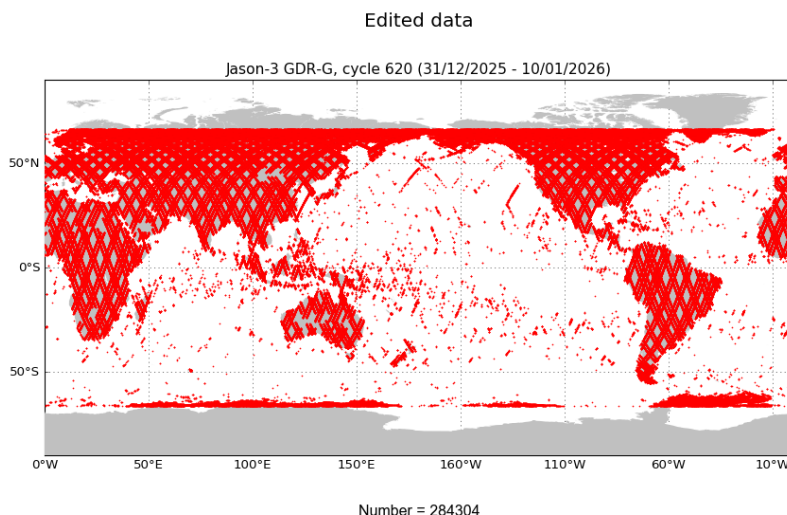 Edited data
Jason-3 GDR-G, cycle 620 (31/12/2025 - 10/01/2026)
50°N
0°S
50°S
0°W 50°E 100°E 150°E 160°W 110°W 60°W 10°W
Number = 284304